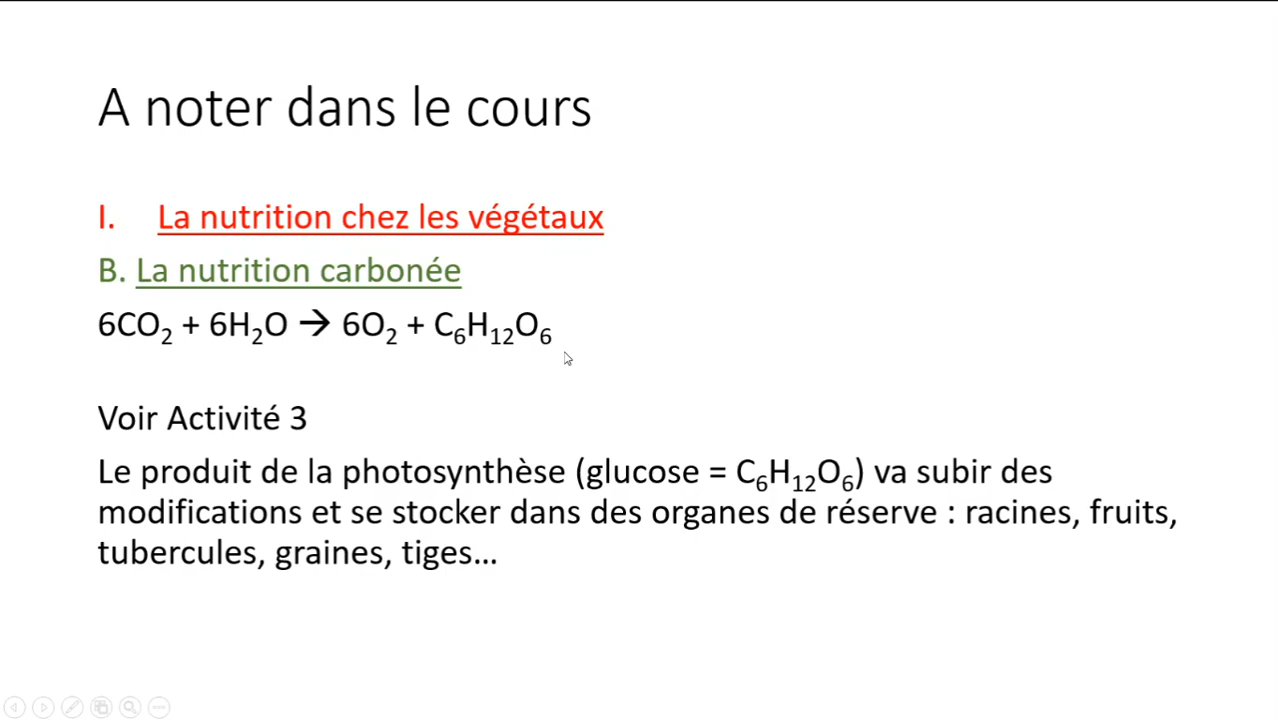 A noter dans le cours
I. La nutrition chez les végétaux
B. La nutrition carbonée
6CO₂ + 6H₂O → 6O₂ + C₆H₁₂O₆
Voir Activité 3
Le produit de la photosynthèse (glucose = C₆H₁₂O₆) va subir des
modifications et se stocker dans des organes de réserve : racines, fruits,
tubercules, graines, tiges…